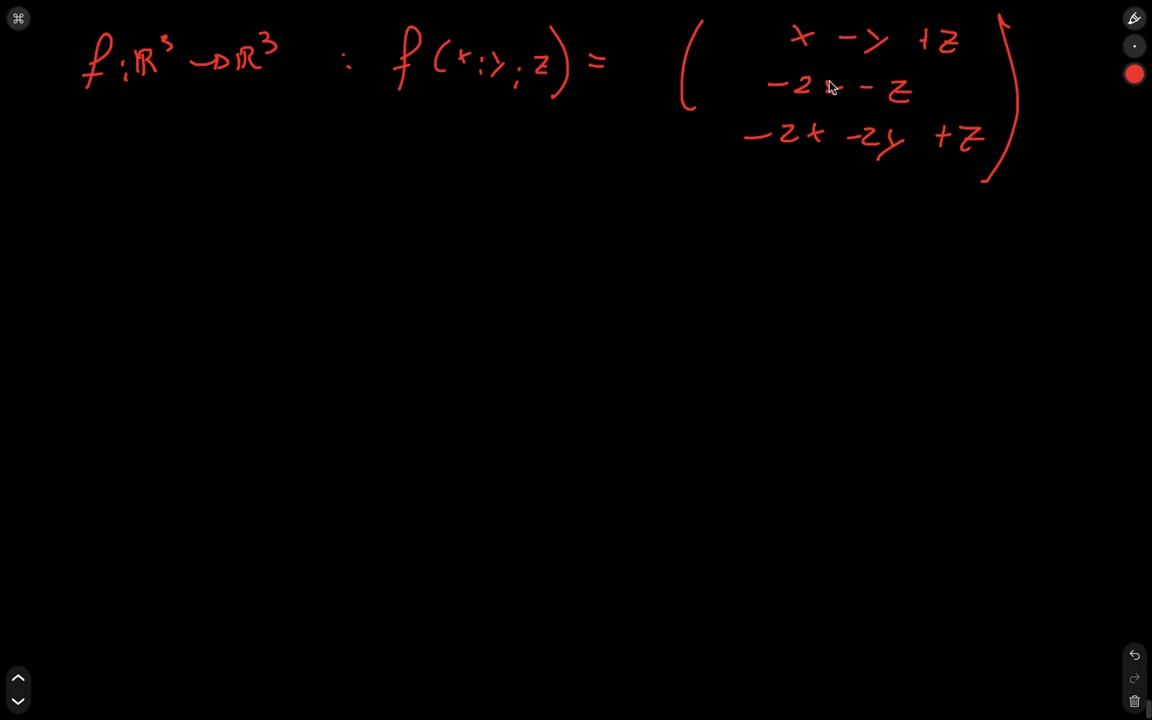 f : ℝ³ → ℝ³ : f(x; y; z) = ( x - y + z
-2x - z
-2x - 2y + z )